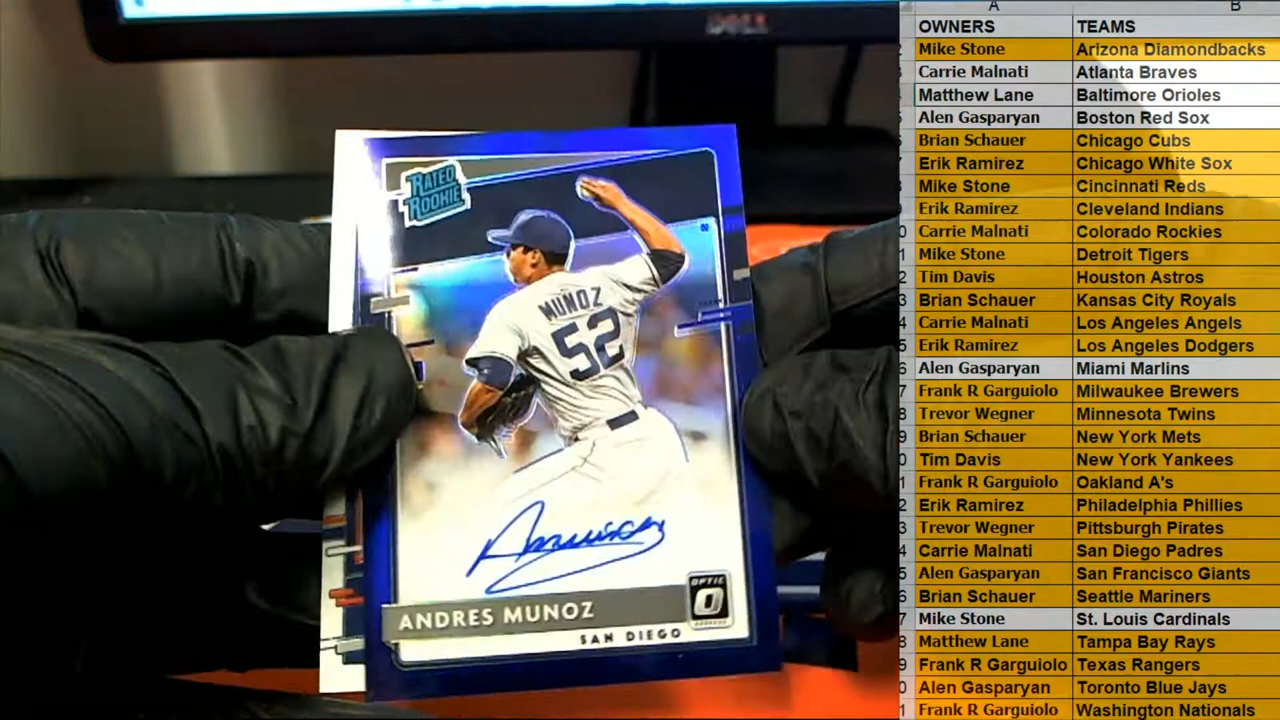 DELL
RATED
ROOKIE
MUNOZ
52
ANDRES MUNOZ
SAN DIEGO
OPTIC
A B
OWNERS TEAMS
Mike Stone Arizona Diamondbacks
Carrie Malnati Atlanta Braves
Matthew Lane Baltimore Orioles
Alen Gasparyan Boston Red Sox
Brian Schauer Chicago Cubs
Erik Ramirez Chicago White Sox
Mike Stone Cincinnati Reds
Erik Ramirez Cleveland Indians
Carrie Malnati Colorado Rockies
Mike Stone Detroit Tigers
Tim Davis Houston Astros
Brian Schauer Kansas City Royals
Carrie Malnati Los Angeles Angels
Erik Ramirez Los Angeles Dodgers
Alen Gasparyan Miami Marlins
Frank R Garguiolo Milwaukee Brewers
Trevor Wegner Minnesota Twins
Brian Schauer New York Mets
Tim Davis New York Yankees
Frank R Garguiolo Oakland A's
Erik Ramirez Philadelphia Phillies
Trevor Wegner Pittsburgh Pirates
Carrie Malnati San Diego Padres
Alen Gasparyan San Francisco Giants
Brian Schauer Seattle Mariners
Mike Stone St. Louis Cardinals
Matthew Lane Tampa Bay Rays
Frank R Garguiolo Texas Rangers
Alen Gasparyan Toronto Blue Jays
Frank R Garguiolo Washington Nationals